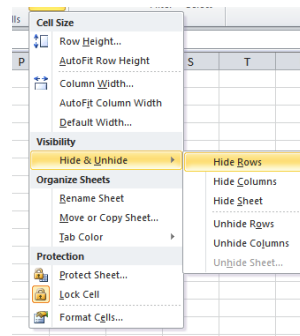 Cell Size
Row Height...
AutoFit Row Height
P
S
T
Column Width...
AutoFit Column Width
Default Width...
Visibility
Hide & Unhide
Hide Rows
Organize Sheets
Hide Columns
Rename Sheet
Hide Sheet
Move or Copy Sheet...
Unhide Rows
Tab Color
Unhide Columns
Protection
Unhide Sheet...
Protect Sheet...
Lock Cell
Format Cells...